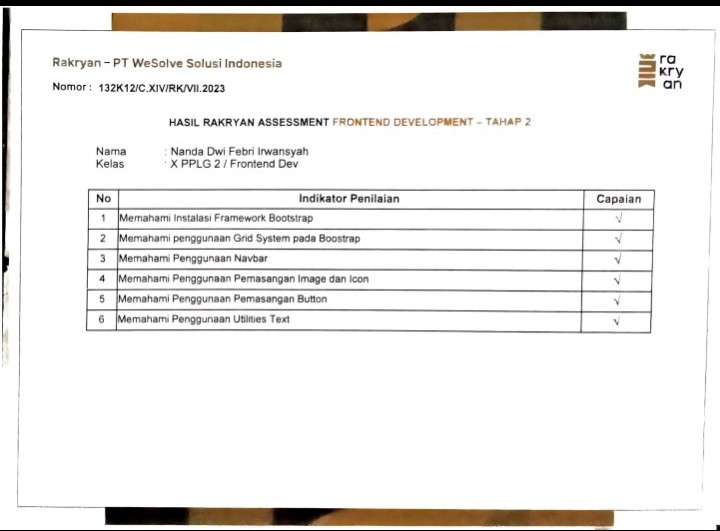 Rakryan – PT WeSolve Solusi Indonesia
rakryan
Nomor : 132K12/C.XIV/RK/VII.2023
HASIL RAKRYAN ASSESSMENT FRONTEND DEVELOPMENT – TAHAP 2
Nama : Nanda Dwi Febri Irwansyah
Kelas : X PPLG 2 / Frontend Dev
No Indikator Penilaian Capaian
1 Memahami Instalasi Framework Bootstrap √
2 Memahami penggunaan Grid System pada Boostrap √
3 Memahami Penggunaan Navbar √
4 Memahami Penggunaan Pemasangan Image dan Icon √
5 Memahami Penggunaan Pemasangan Button √
6 Memahami Penggunaan Utilities Text √